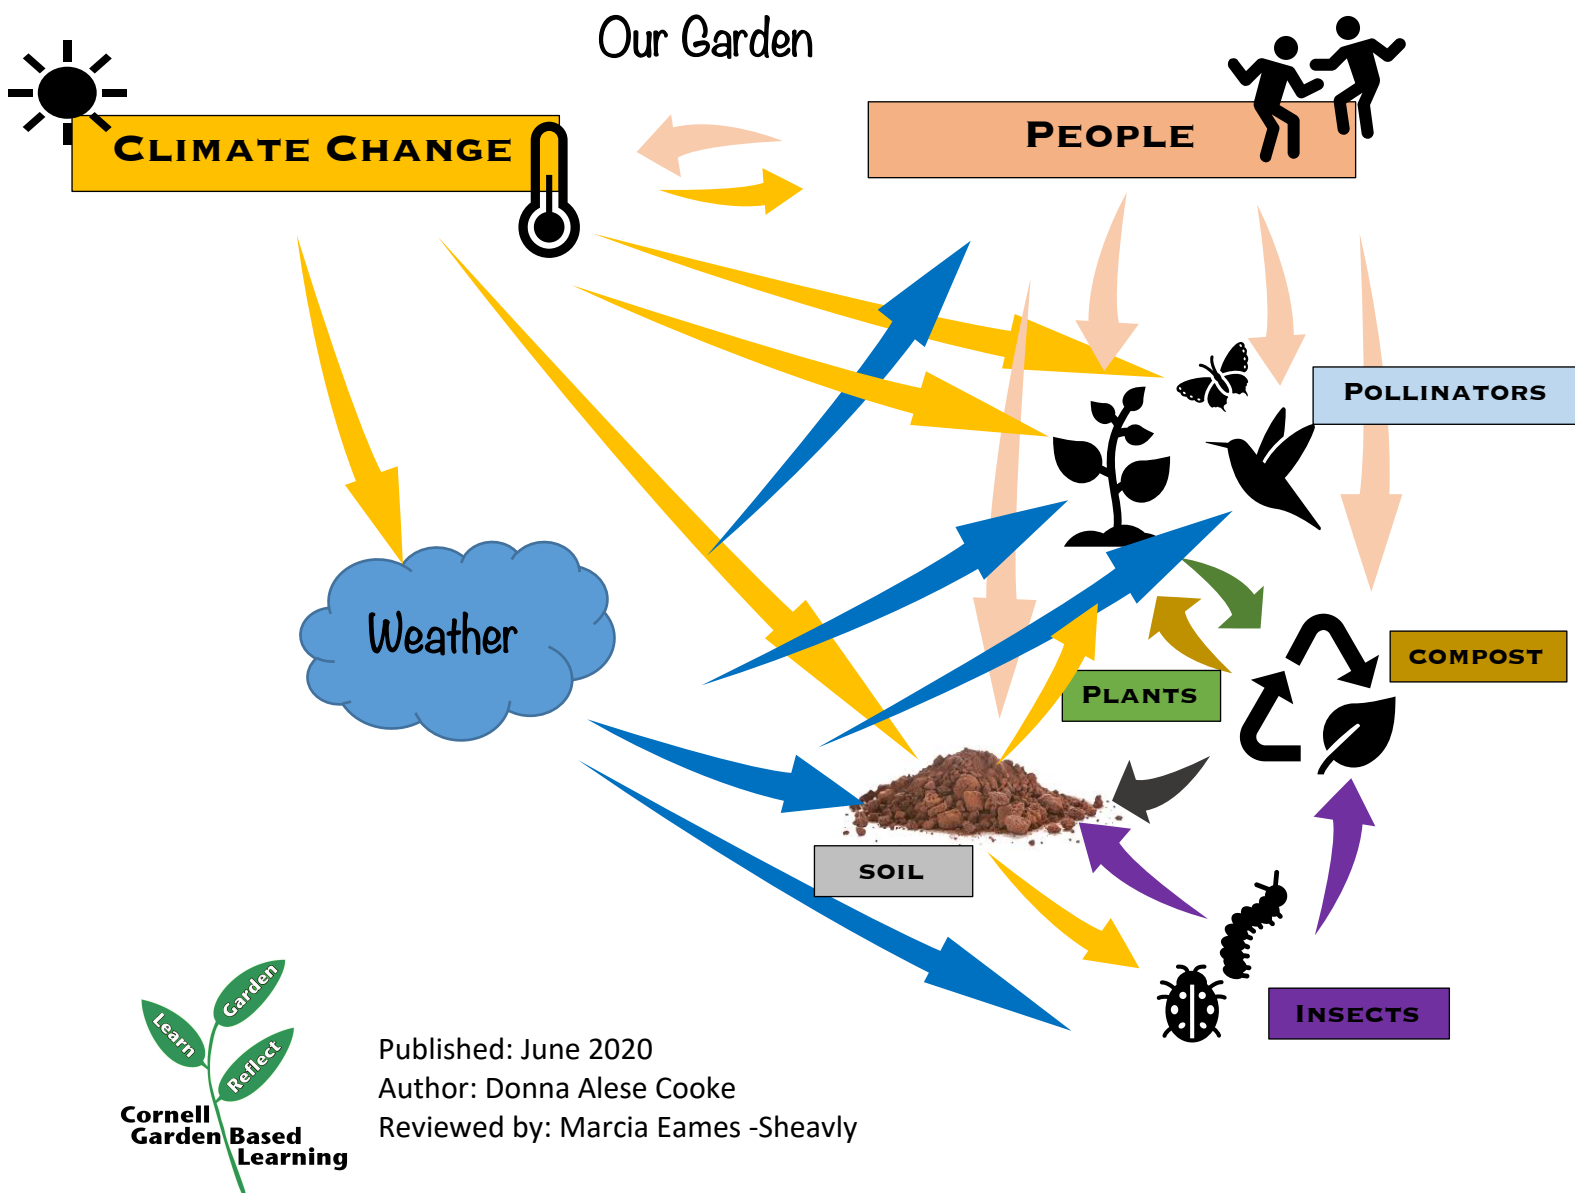 Our Garden
CLIMATE CHANGE
PEOPLE
POLLINATORS
Weather
COMPOST
PLANTS
SOIL
INSECTS
Garden
Learn
Reflect
Cornell
Garden Based
Learning
Published: June 2020
Author: Donna Alese Cooke
Reviewed by: Marcia Eames -Sheavly